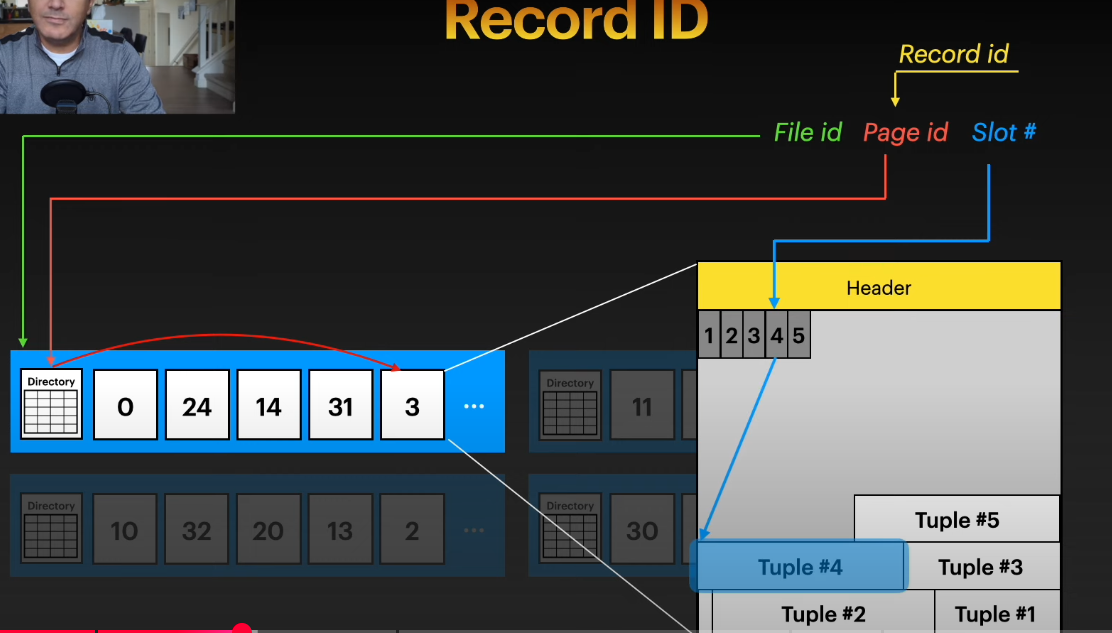 Record ID
Record id
File id Page id Slot #
Header
1 2 3 4 5
Directory 0 24 14 31 3 ...
Directory 11
Directory 10 32 20 13 2 ...
Directory 30
Tuple #5
Tuple #4 Tuple #3
Tuple #2 Tuple #1